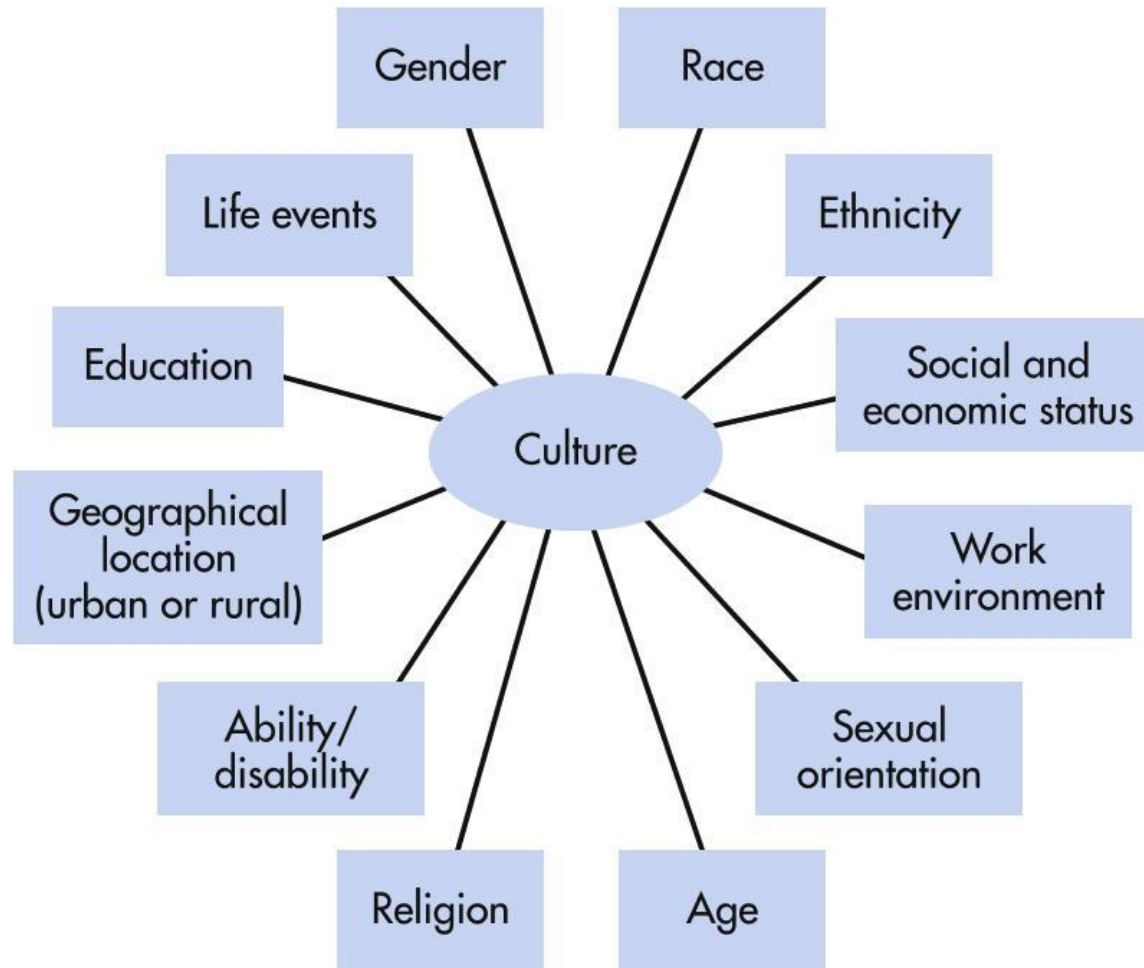 Gender
Race
Life events
Ethnicity
Education
Social and
economic status
Culture
Geographical
location
(urban or rural)
Work
environment
Ability/
disability
Sexual
orientation
Religion
Age